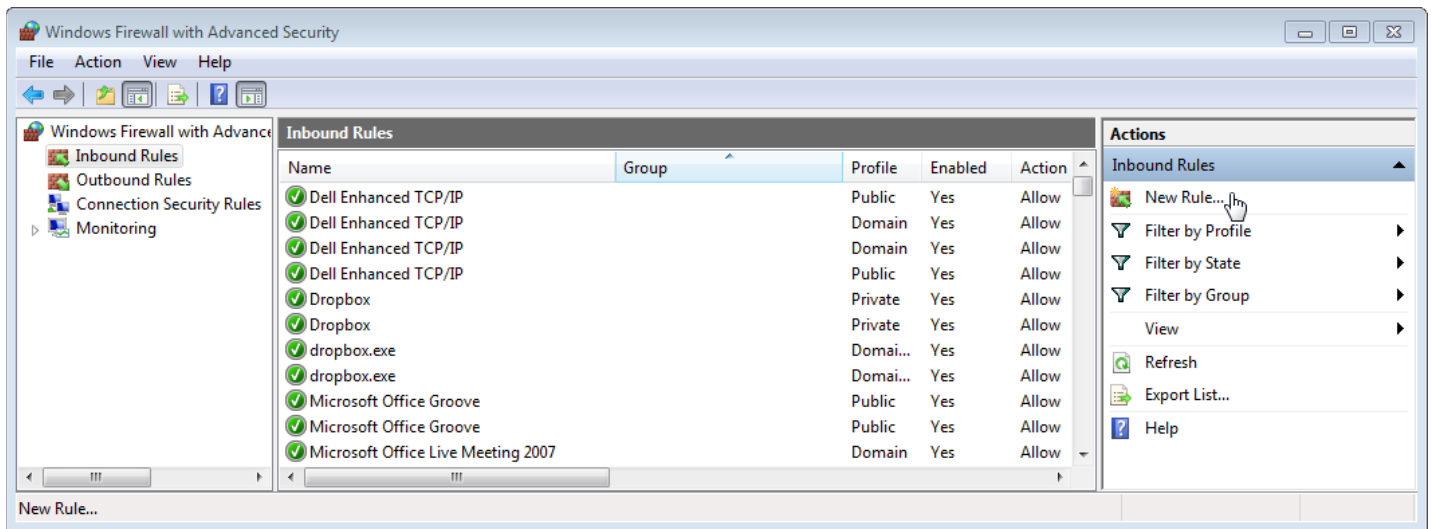 Windows Firewall with Advanced Security
File Action View Help
Windows Firewall with Advance
Inbound Rules
Outbound Rules
Connection Security Rules
Monitoring
Inbound Rules
Name Group Profile Enabled Action
Dell Enhanced TCP/IP Public Yes Allow
Dell Enhanced TCP/IP Domain Yes Allow
Dell Enhanced TCP/IP Domain Yes Allow
Dell Enhanced TCP/IP Public Yes Allow
Dropbox Private Yes Allow
Dropbox Private Yes Allow
dropbox.exe Domai... Yes Allow
dropbox.exe Domai... Yes Allow
Microsoft Office Groove Public Yes Allow
Microsoft Office Groove Public Yes Allow
Microsoft Office Live Meeting 2007 Domain Yes Allow
Actions
Inbound Rules
New Rule...
Filter by Profile
Filter by State
Filter by Group
View
Refresh
Export List...
Help
New Rule...